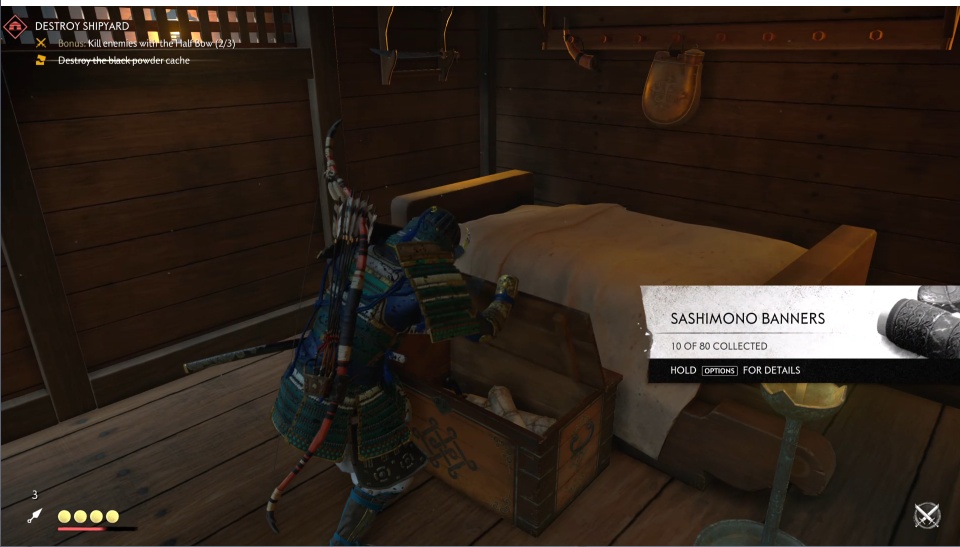 DESTROY SHIPYARD
Bonus: Kill enemies with the Half Bow (2/3)
Destroy the black powder cache
SASHIMONO BANNERS
10 OF 80 COLLECTED
HOLD OPTIONS FOR DETAILS
3